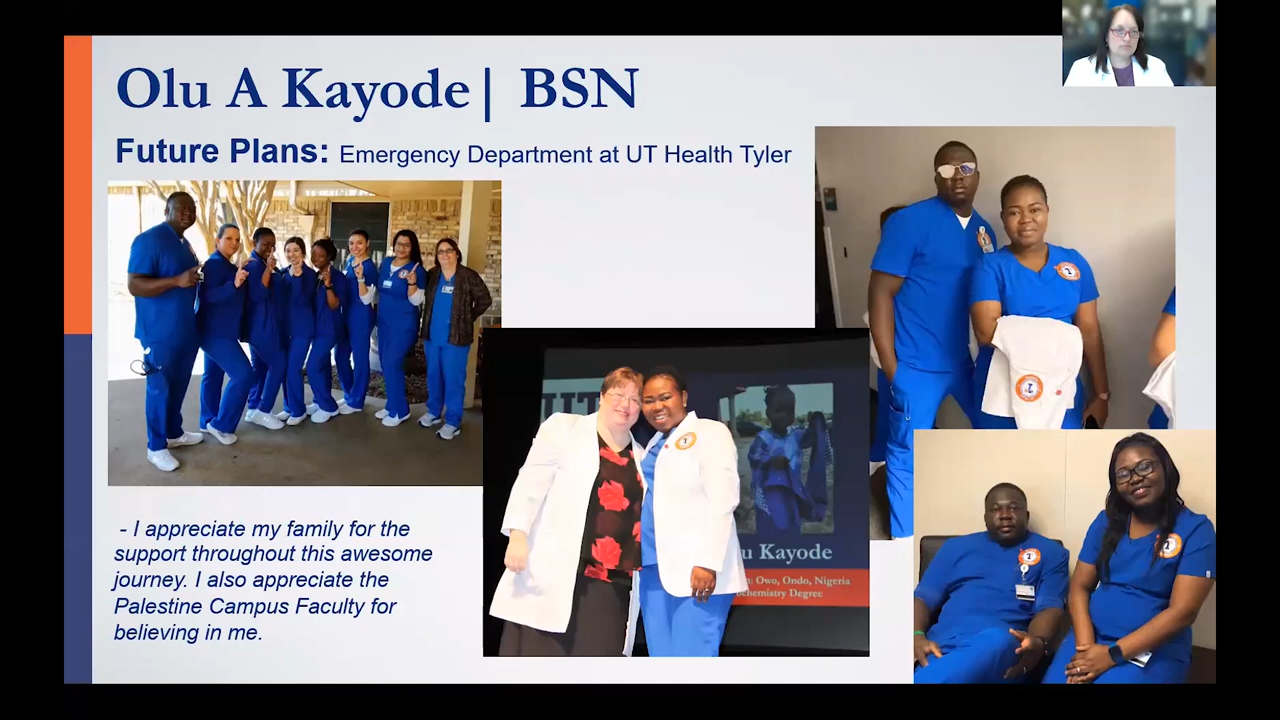 Olu A Kayode| BSN
Future Plans: Emergency Department at UT Health Tyler
- I appreciate my family for the
support throughout this awesome
journey. I also appreciate the
Palestine Campus Faculty for
believing in me.
Kayode
Owo, Ondo, Nigeria
Degree